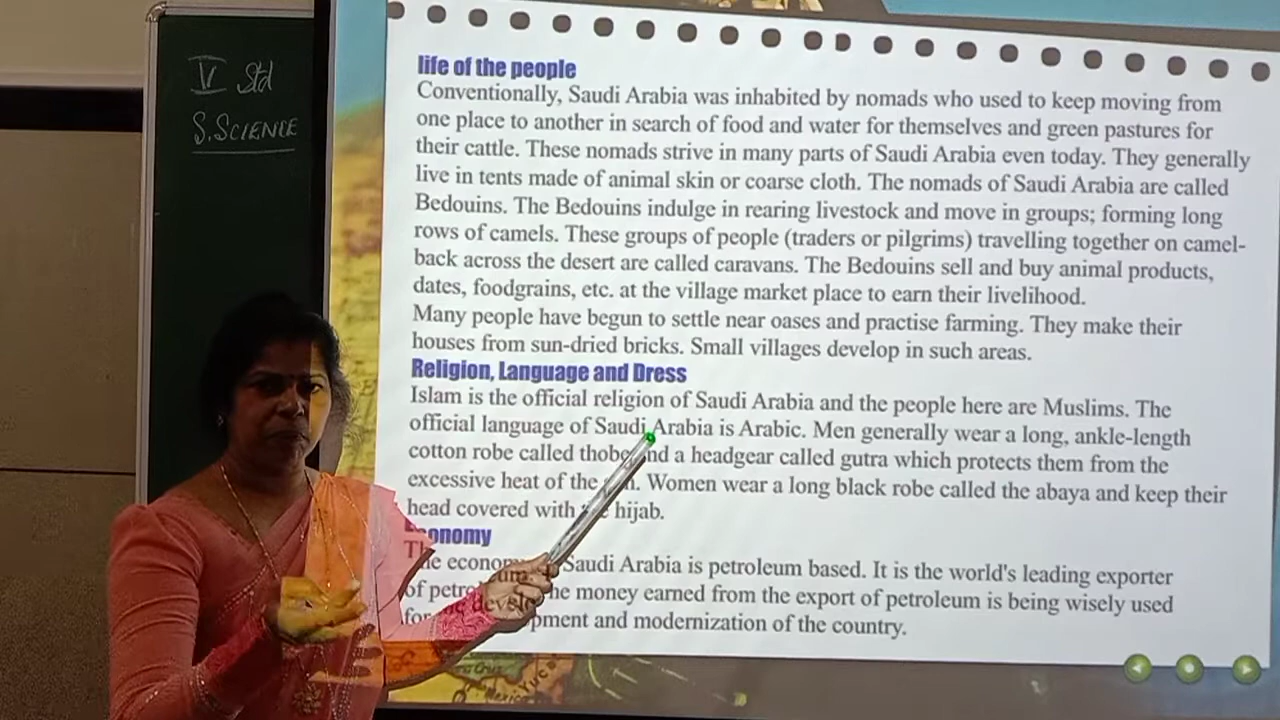 V Std
S.SCIENCE
life of the people
Conventionally, Saudi Arabia was inhabited by nomads who used to keep moving from
one place to another in search of food and water for themselves and green pastures for
their cattle. These nomads strive in many parts of Saudi Arabia even today. They generally
live in tents made of animal skin or coarse cloth. The nomads of Saudi Arabia are called
Bedouins. The Bedouins indulge in rearing livestock and move in groups; forming long
rows of camels. These groups of people (traders or pilgrims) travelling together on camel-
back across the desert are called caravans. The Bedouins sell and buy animal products,
dates, foodgrains, etc. at the village market place to earn their livelihood.
Many people have begun to settle near oases and practise farming. They make their
houses from sun-dried bricks. Small villages develop in such areas.
Religion, Language and Dress
Islam is the official religion of Saudi Arabia and the people here are Muslims. The
official language of Saudi Arabia is Arabic. Men generally wear a long, ankle-length
cotton robe called thobe and a headgear called gutra which protects them from the
excessive heat of the. Women wear a long black robe called the abaya and keep their
head covered with hijab.
Economy
The economy Saudi Arabia is petroleum based. It is the world's leading exporter
of petroleum. The money earned from the export of petroleum is being wisely used
for development and modernization of the country.